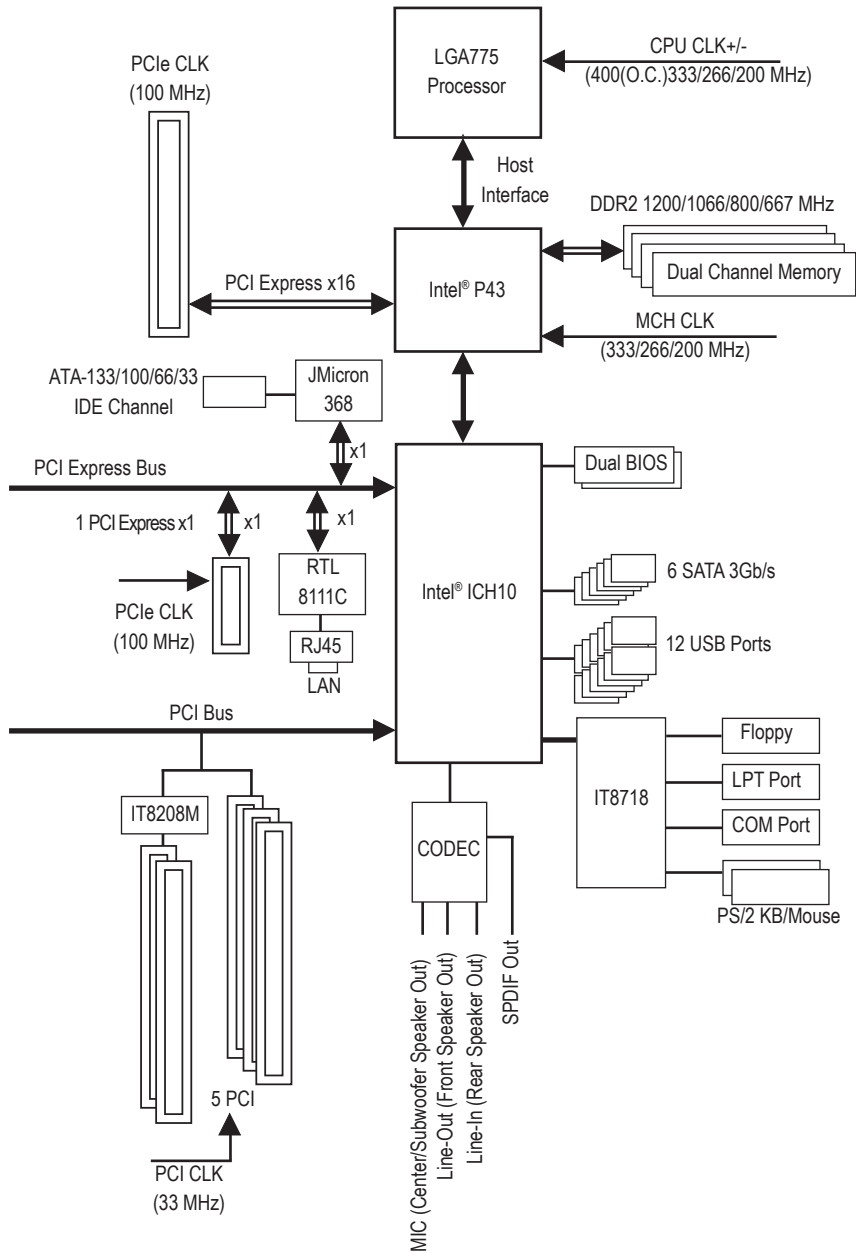 CPU CLK+/-
(400(O.C.)333/266/200 MHz)
LGA775
Processor
PCIe CLK
(100 MHz)
Host
Interface
DDR2 1200/1066/800/667 MHz
Dual Channel Memory
PCI Express x16
Intel® P43
MCH CLK
(333/266/200 MHz)
ATA-133/100/66/33
IDE Channel
JMicron
368
x1
PCI Express Bus
Dual BIOS
1 PCI Express x1
x1
x1
RTL
8111C
Intel® ICH10
6 SATA 3Gb/s
PCIe CLK
(100 MHz)
RJ45
LAN
12 USB Ports
PCI Bus
Floppy
LPT Port
IT8718
COM Port
PS/2 KB/Mouse
IT8208M
CODEC
5 PCI
PCI CLK
(33 MHz)
MIC (Center/Subwoofer Speaker Out)
Line-Out (Front Speaker Out)
Line-In (Rear Speaker Out)
SPDIF Out